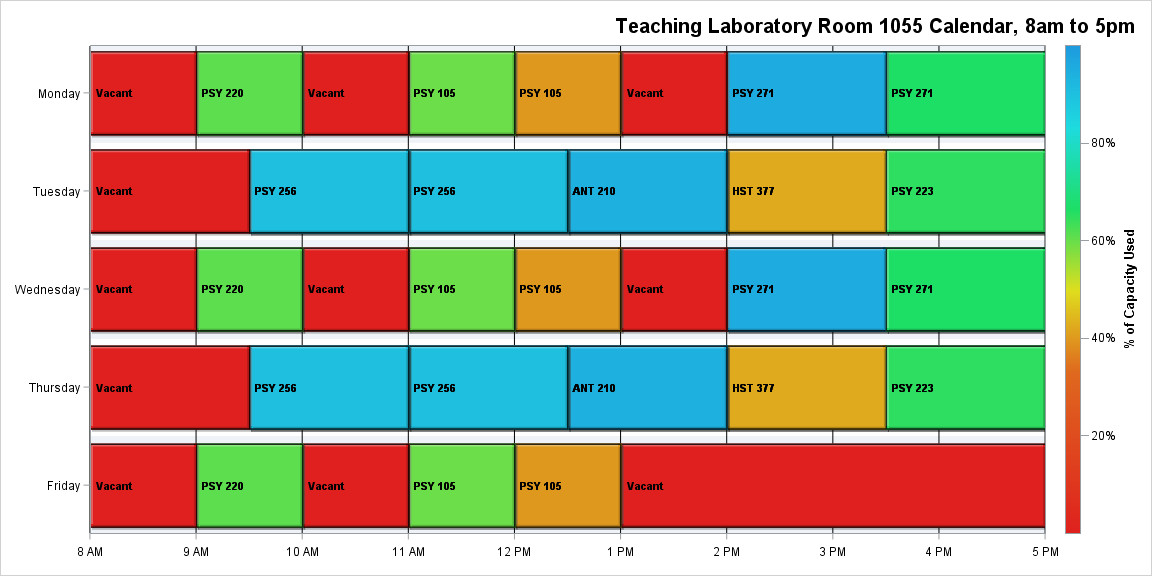 Teaching Laboratory Room 1055 Calendar, 8am to 5pm
Monday Vacant PSY 220 Vacant PSY 105 PSY 105 Vacant PSY 271 PSY 271
80%
Tuesday Vacant PSY 256 PSY 256 ANT 210 HST 377 PSY 223
60%
Wednesday Vacant PSY 220 Vacant PSY 105 PSY 105 Vacant PSY 271 PSY 271
% of Capacity Used
40%
Thursday Vacant PSY 256 PSY 256 ANT 210 HST 377 PSY 223
20%
Friday Vacant PSY 220 Vacant PSY 105 PSY 105 Vacant
8 AM 9 AM 10 AM 11 AM 12 PM 1 PM 2 PM 3 PM 4 PM 5 PM